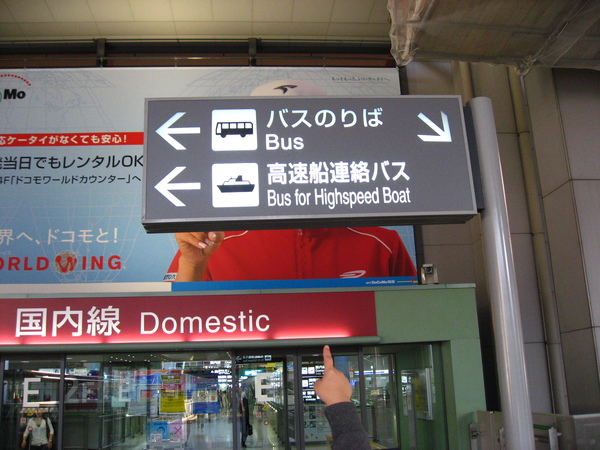 Mo
バスのりば
Bus
高速船連絡バス
Bus for Highspeed Boat
応ケータイがなくても安心!
当日でもレンタルOK
4F「ドコモワールドカウンター」へ
界へ、ドコモと!
ORLD WING
国内線 Domestic
E
E